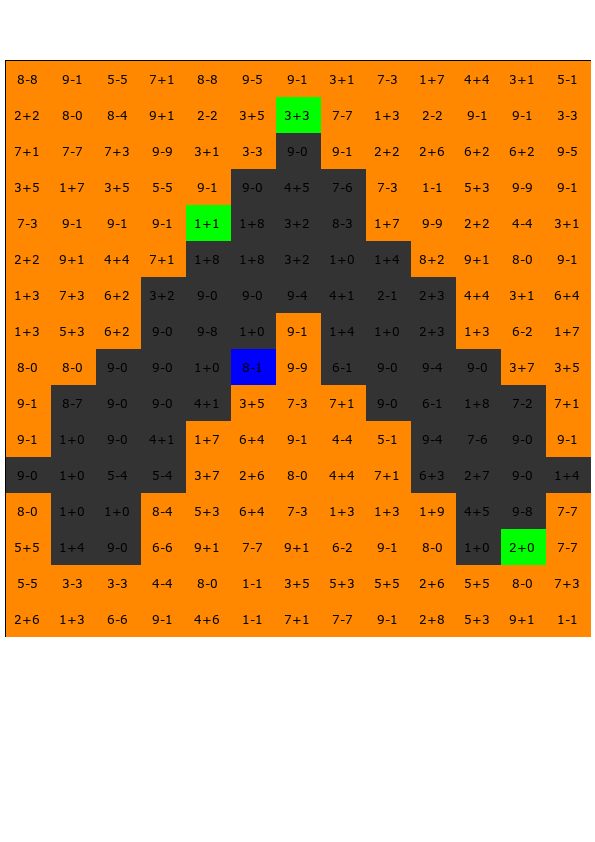 8-8 9-1 5-5 7+1 8-8 9-5 9-1 3+1 7-3 1+7 4+4 3+1 5-1
2+2 8-0 8-4 9+1 2-2 3+5 3+3 7-7 1+3 2-2 9-1 9-1 3-3
7+1 7-7 7+3 9-9 3+1 3-3 9-0 9-1 2+2 2+6 6+2 6+2 9-5
3+5 1+7 3+5 5-5 9-1 9-0 4+5 7-6 7-3 1-1 5+3 9-9 9-1
7-3 9-1 9-1 9-1 1+1 1+8 3+2 8-3 1+7 9-9 2+2 4-4 3+1
2+2 9+1 4+4 7+1 1+8 1+8 3+2 1+0 1+4 8+2 9+1 8-0 9-1
1+3 7+3 6+2 3+2 9-0 9-0 9-4 4+1 2-1 2+3 4+4 3+1 6+4
1+3 5+3 6+2 9-0 9-8 1+0 9-1 1+4 1+0 2+3 1+3 6-2 1+7
8-0 8-0 9-0 9-0 1+0 8-1 9-9 6-1 9-0 9-4 9-0 3+7 3+5
9-1 8-7 9-0 9-0 4+1 3+5 7-3 7+1 9-0 6-1 1+8 7-2 7+1
9-1 1+0 9-0 4+1 1+7 6+4 9-1 4-4 5-1 9-4 7-6 9-0 9-1
9-0 1+0 5-4 5-4 3+7 2+6 8-0 4+4 7+1 6+3 2+7 9-0 1+4
8-0 1+0 1+0 8-4 5+3 6+4 7-3 1+3 1+3 1+9 4+5 9-8 7-7
5+5 1+4 9-0 6-6 9+1 7-7 9+1 6-2 9-1 8-0 1+0 2+0 7-7
5-5 3-3 3-3 4-4 8-0 1-1 3+5 5+3 5+5 2+6 5+5 8-0 7+3
2+6 1+3 6-6 9-1 4+6 1-1 7+1 7-7 9-1 2+8 5+3 9+1 1-1